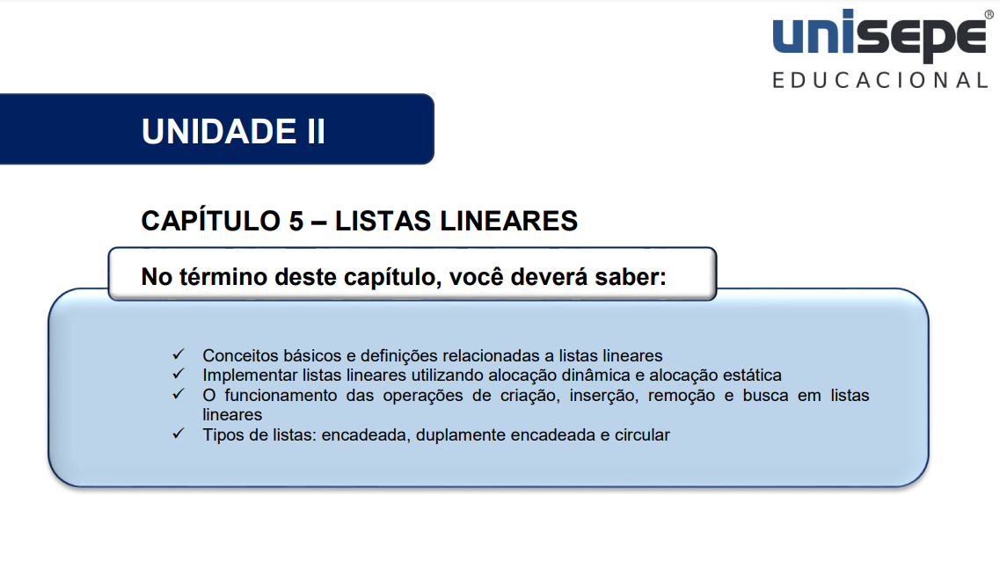 unisepe®
EDUCACIONAL
UNIDADE II
CAPÍTULO 5 – LISTAS LINEARES
No término deste capítulo, você deverá saber:
✓ Conceitos básicos e definições relacionadas a listas lineares
✓ Implementar listas lineares utilizando alocação dinâmica e alocação estática
✓ O funcionamento das operações de criação, inserção, remoção e busca em listas
lineares
✓ Tipos de listas: encadeada, duplamente encadeada e circular